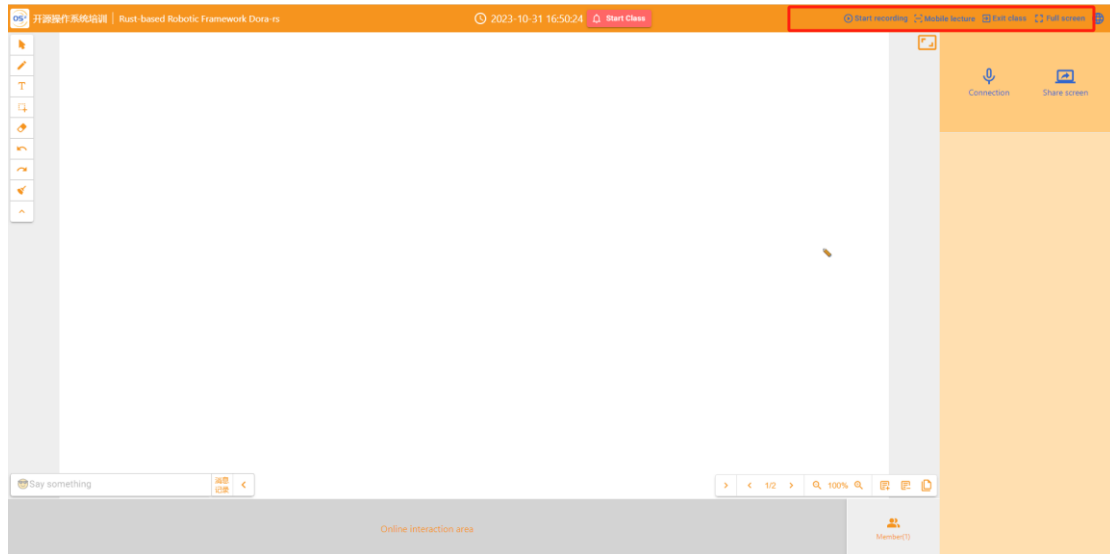 OS² 开源操作系统培训 | Rust-based Robotic Framework Dora-rs
2023-10-31 16:50:24 Start Class
Start recording Mobile lecture Exit class Full screen
T
Connection Share screen
Say something 消息
记录
1/2 100%
Online interaction area
Member(1)